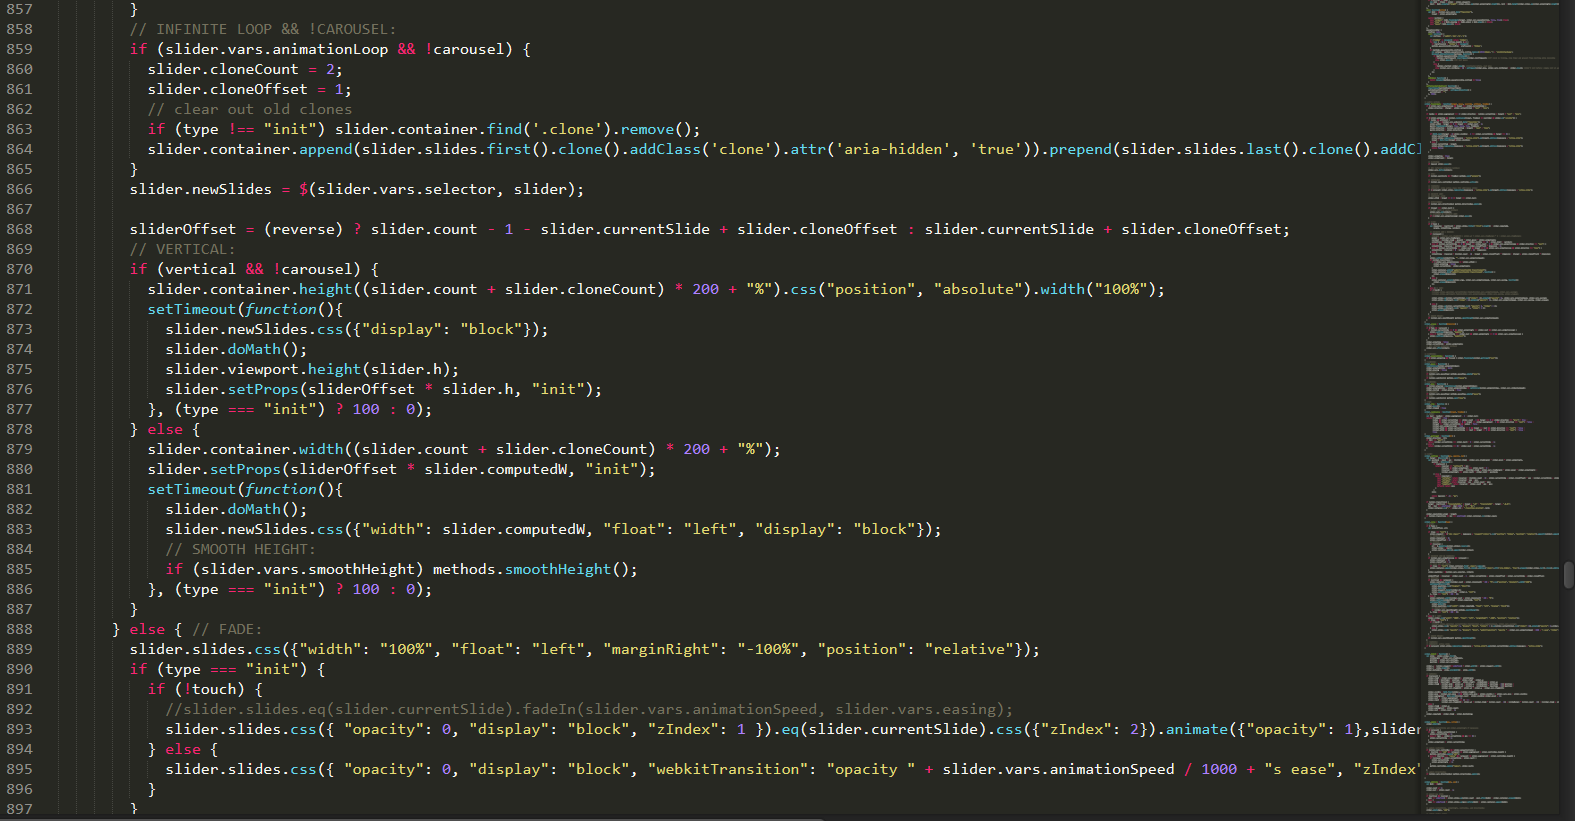 857 }
858 // INFINITE LOOP && !CAROUSEL:
859 if (slider.vars.animationLoop && !carousel) {
860 slider.cloneCount = 2;
861 slider.cloneOffset = 1;
862 // clear out old clones
863 if (type !== "init") slider.container.find('.clone').remove();
864 slider.container.append(slider.slides.first().clone().addClass('clone').attr('aria-hidden', 'true')).prepend(slider.slides.last().clone().addCl
865 }
866 slider.newSlides = $(slider.vars.selector, slider);
867
868 sliderOffset = (reverse) ? slider.count - 1 - slider.currentSlide + slider.cloneOffset : slider.currentSlide + slider.cloneOffset;
869 // VERTICAL:
870 if (vertical && !carousel) {
871 slider.container.height((slider.count + slider.cloneCount) * 200 + "%").css("position", "absolute").width("100%");
872 setTimeout(function(){
873 slider.newSlides.css({"display": "block"});
874 slider.doMath();
875 slider.viewport.height(slider.h);
876 slider.setProps(sliderOffset * slider.h, "init");
877 }, (type === "init") ? 100 : 0);
878 } else {
879 slider.container.width((slider.count + slider.cloneCount) * 200 + "%");
880 slider.setProps(sliderOffset * slider.computedW, "init");
881 setTimeout(function(){
882 slider.doMath();
883 slider.newSlides.css({"width": slider.computedW, "float": "left", "display": "block"});
884 // SMOOTH HEIGHT:
885 if (slider.vars.smoothHeight) methods.smoothHeight();
886 }, (type === "init") ? 100 : 0);
887 }
888 } else { // FADE:
889 slider.slides.css({"width": "100%", "float": "left", "marginRight": "-100%", "position": "relative"});
890 if (type === "init") {
891 if (!touch) {
892 //slider.slides.eq(slider.currentSlide).fadeIn(slider.vars.animationSpeed, slider.vars.easing);
893 slider.slides.css({ "opacity": 0, "display": "block", "zIndex": 1 }).eq(slider.currentSlide).css({"zIndex": 2}).animate({"opacity": 1},slider
894 } else {
895 slider.slides.css({ "opacity": 0, "display": "block", "webkitTransition": "opacity " + slider.vars.animationSpeed / 1000 + "s ease", "zIndex"
896 }
897 }